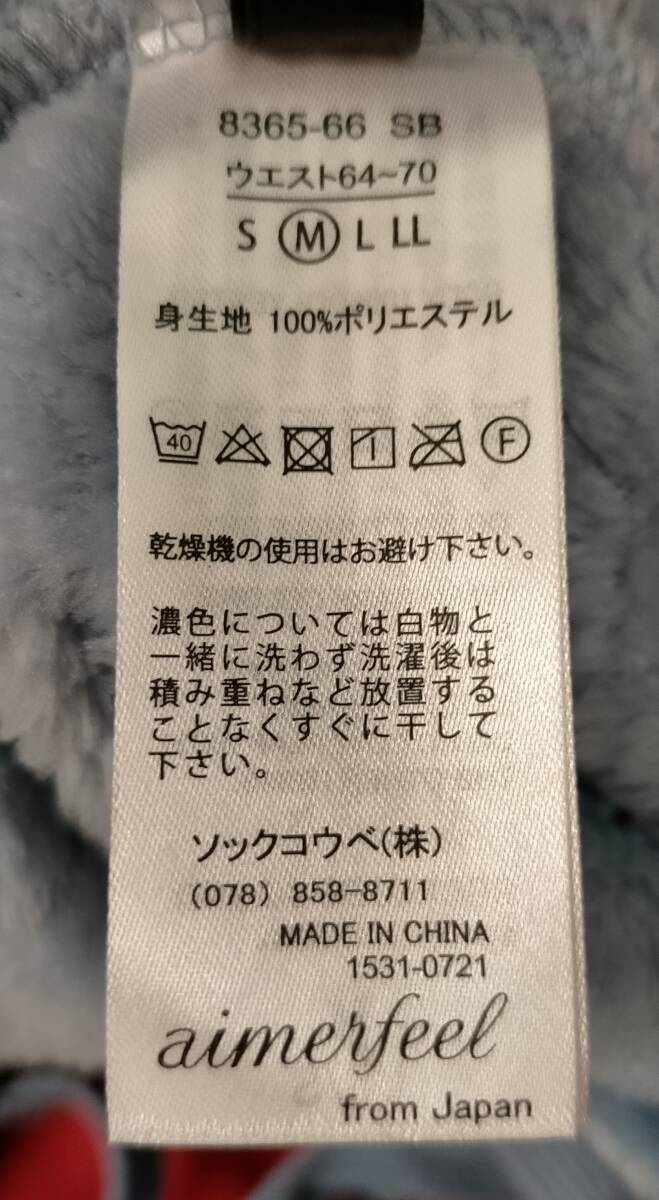 8365-66 SB
ウエスト64~70
S M L LL
身生地 100%ポリエステル
40 F
乾燥機の使用はお避け下さい。
濃色については白物と
一緒に洗わず洗濯後は
積み重ねなど放置する
ことなくすぐに干して
下さい。
ソックコウベ(株)
(078) 858-8711
MADE IN CHINA
1531-0721
aimerfeel
from Japan